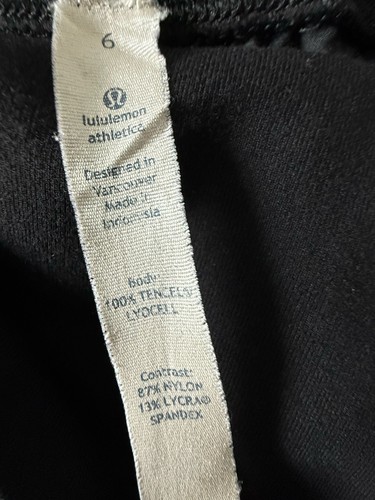 6
lululemon
athletica
Designed in
Vancouver
Made in
Indonesia
Body:
100% TENCEL®
LYOCELL
Contrast:
87% NYLON
13% LYCRA®
SPANDEX